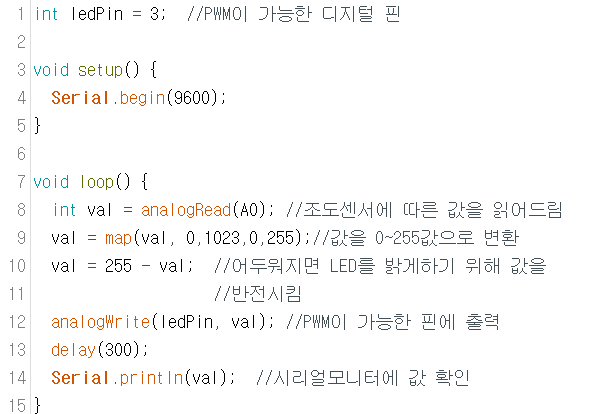 1 int ledPin = 3;  //PWM이 가능한 디지털 핀
2
3 void setup() {
4   Serial.begin(9600);
5 }
6
7 void loop() {
8   int val = analogRead(A0); //조도센서에 따른 값을 읽어드림
9   val = map(val, 0,1023,0,255);//값을 0~255값으로 변환
10   val = 255 - val;  //어두워지면 LED를 밝게하기 위해 값을
11                     //반전시킴
12   analogWrite(ledPin, val); //PWM이 가능한 핀에 출력
13   delay(300);
14   Serial.println(val);  //시리얼모니터에 값 확인
15 }